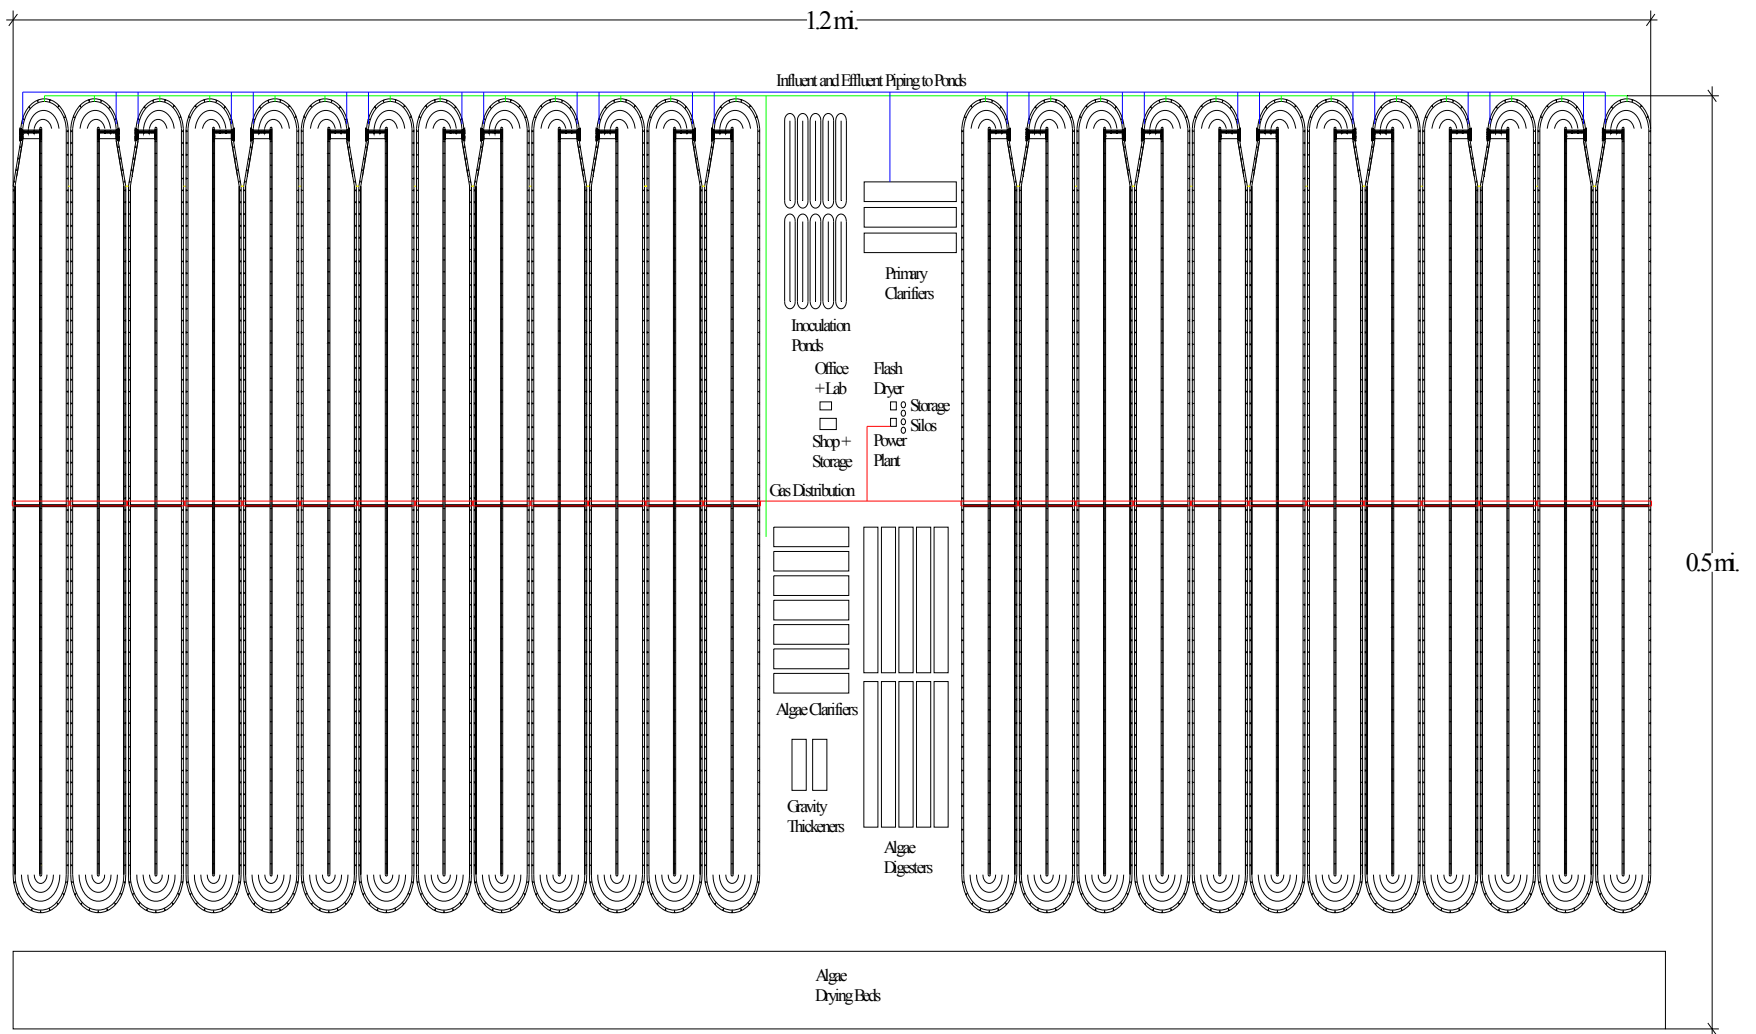 1.2 mi.
Influent and Effluent Piping to Ponds
Primary
Clarifiers
Inoculation
Ponds
Office
+ Lab
Flash
Dryer
Storage
Silos
Shop +
Storage
Power
Plant
Gas Distribution
0.5 mi.
Algae Clarifiers
Gravity
Thickeners
Algae
Digesters
Algae
Drying Beds